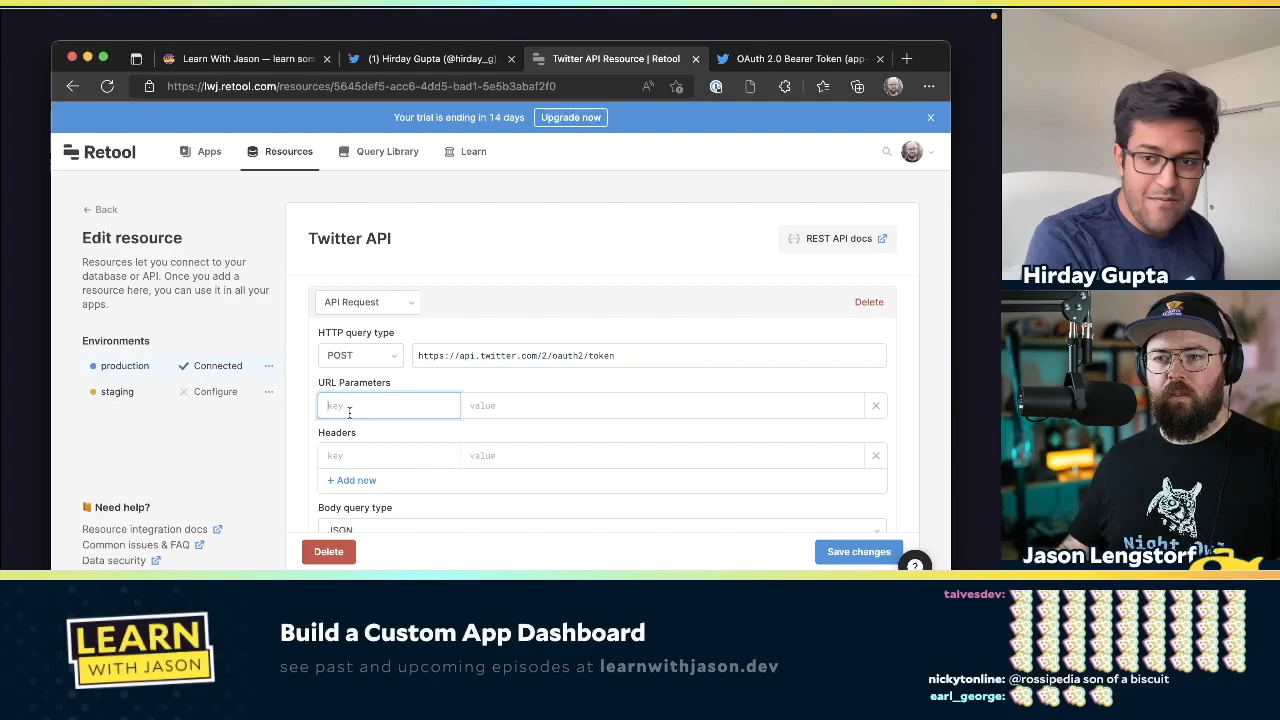 Learn With Jason — learn som
(1) Hirday Gupta (@hirday_g)
Twitter API Resource | Retool
OAuth 2.0 Bearer Token (app-
https://lwj.retool.com/resources/5645def5-acc6-4dd5-bad1-5e5b3abaf2f0
Your trial is ending in 14 days
Upgrade now
Retool
Apps
Resources
Query Library
Learn
← Back
Edit resource
Resources let you connect to your
database or API. Once you add a
resource here, you can use it in all your
apps.
Environments
production
Connected
staging
Configure
Need help?
Resource integration docs
Common issues & FAQ
Data security
Twitter API
REST API docs
API Request
Delete
HTTP query type
POST
https://api.twitter.com/2/oauth2/token
URL Parameters
key
value
Headers
key
value
+ Add new
Body query type
JSON
Delete
Save changes
?
Hirday Gupta
Night Owl
Jason Lengstorf
LEARN
WITH JASON
Build a Custom App Dashboard
see past and upcoming episodes at learnwithjason.dev
talvesdev:
nickytonline: @rossipedia son of a biscuit
earl_george: